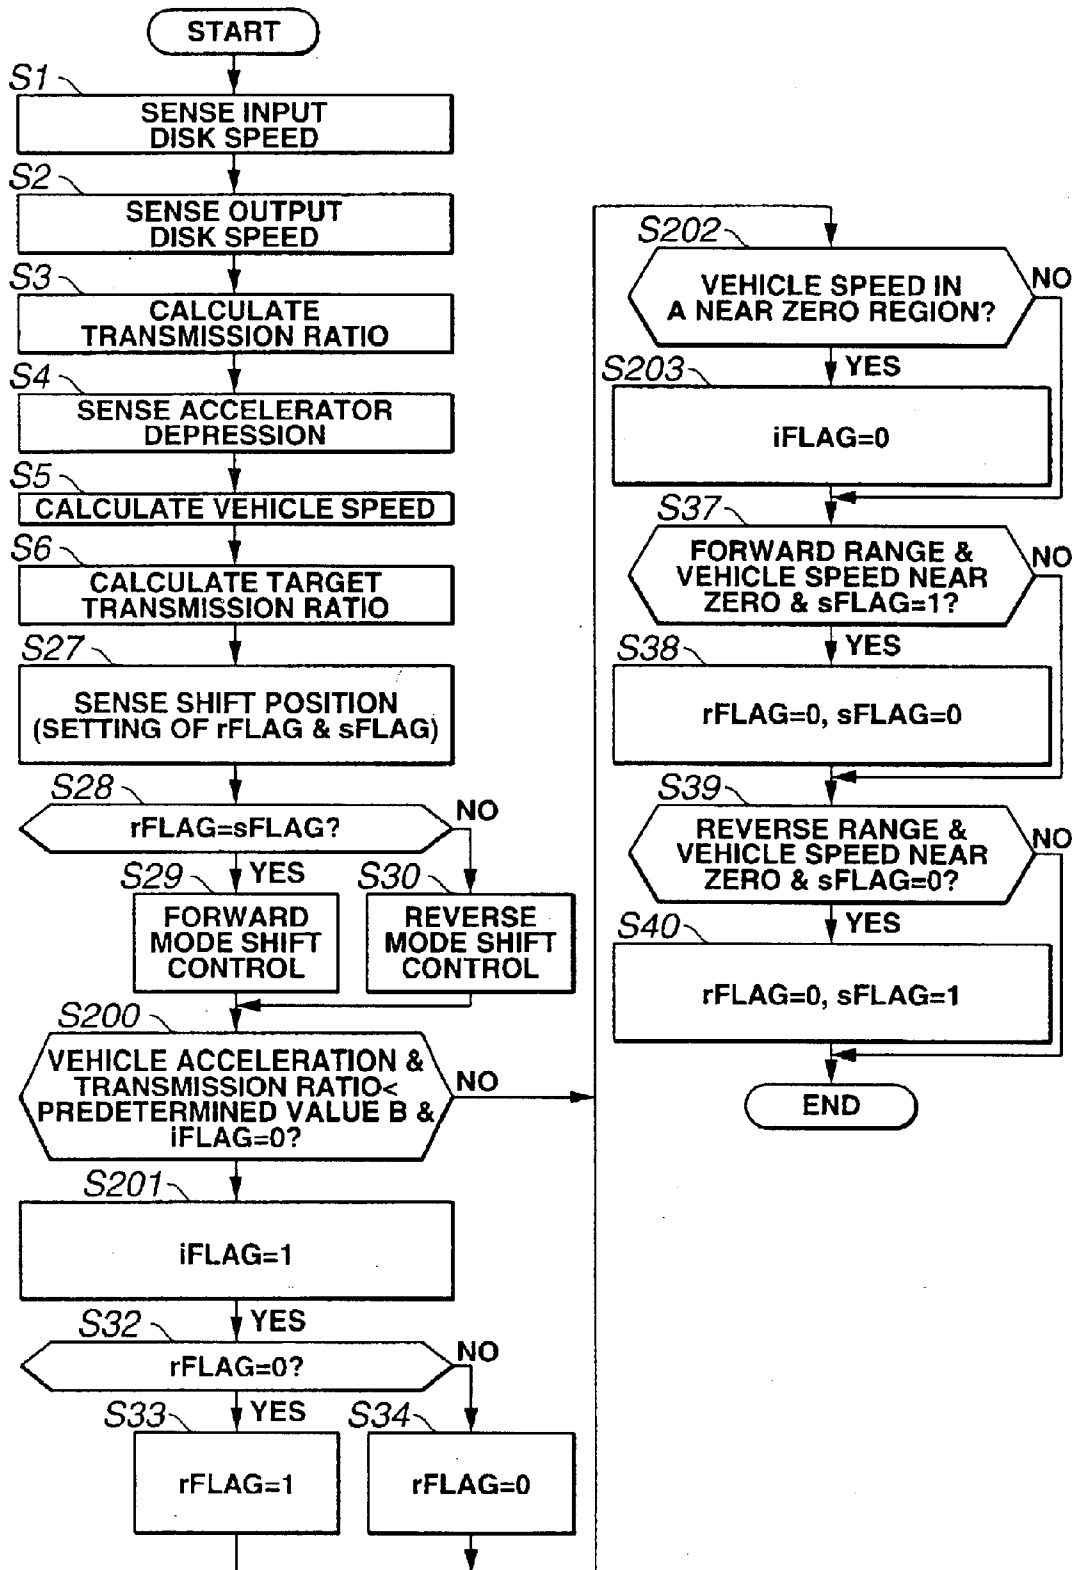 START
S1
SENSE INPUT
DISK SPEED
S2
SENSE OUTPUT
DISK SPEED
S3
CALCULATE
TRANSMISSION RATIO
S4
SENSE ACCELERATOR
DEPRESSION
S5
CALCULATE VEHICLE SPEED
S6
CALCULATE TARGET
TRANSMISSION RATIO
S27
SENSE SHIFT POSITION
(SETTING OF rFLAG & sFLAG)
S28
rFLAG=sFLAG?
NO
YES
S29
FORWARD
MODE SHIFT
CONTROL
S30
REVERSE
MODE SHIFT
CONTROL
S200
VEHICLE ACCELERATION &
TRANSMISSION RATIO<
PREDETERMINED VALUE B &
iFLAG=0?
NO
S201
iFLAG=1
YES
S32
rFLAG=0?
NO
YES
S33
rFLAG=1
S34
rFLAG=0
S202
VEHICLE SPEED IN
A NEAR ZERO REGION?
NO
YES
S203
iFLAG=0
S37
FORWARD RANGE &
VEHICLE SPEED NEAR
ZERO & sFLAG=1?
NO
YES
S38
rFLAG=0, sFLAG=0
S39
REVERSE RANGE &
VEHICLE SPEED NEAR
ZERO & sFLAG=0?
NO
YES
S40
rFLAG=0, sFLAG=1
END